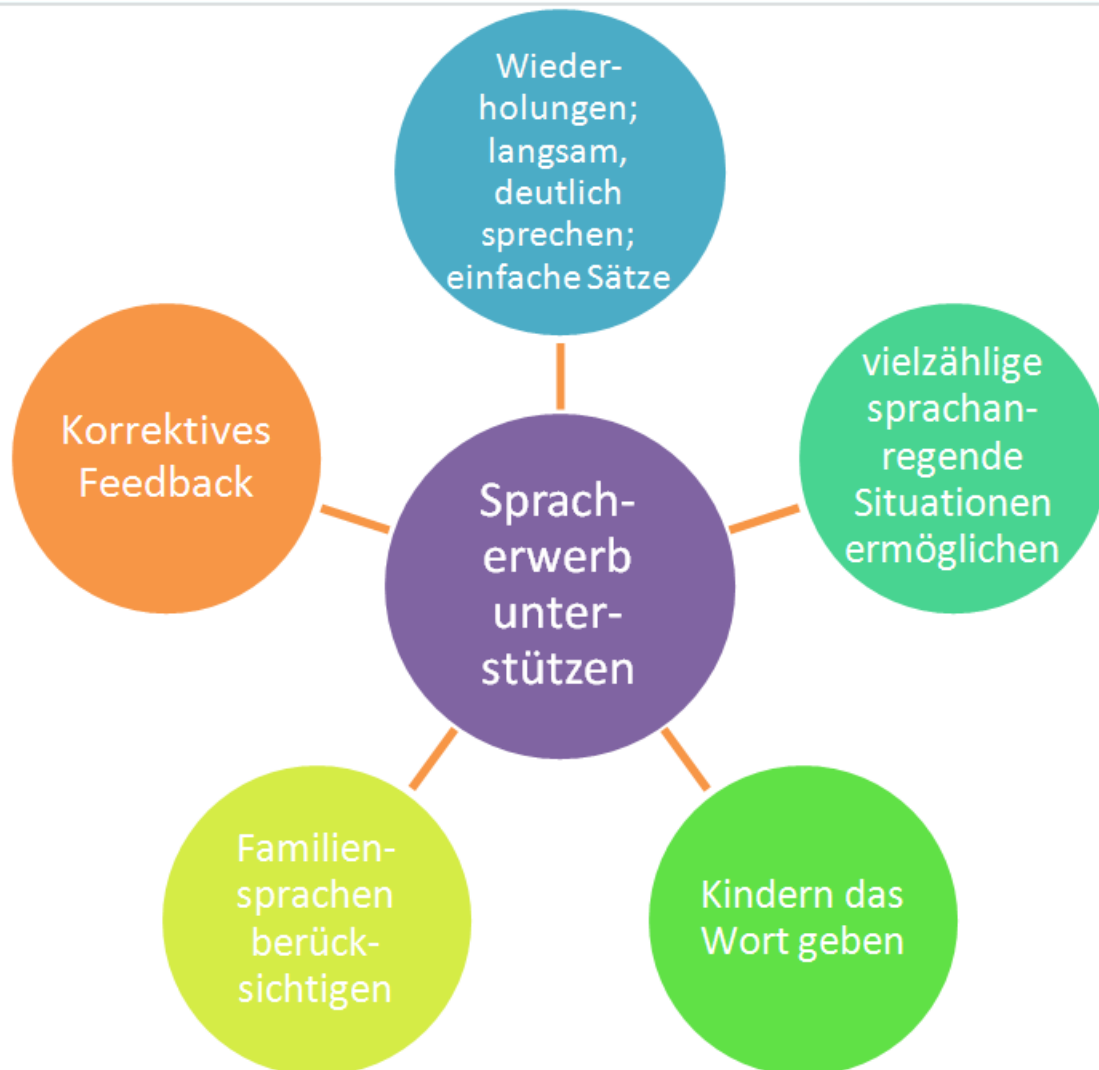 Wieder-
holungen;
langsam,
deutlich
sprechen;
einfache Sätze
vielzählige
sprachan-
regende
Situationen
ermöglichen
Kindern das
Wort geben
Familien-
sprachen
berück-
sichtigen
Korrektives
Feedback
Sprach-
erwerb
unter-
stützen